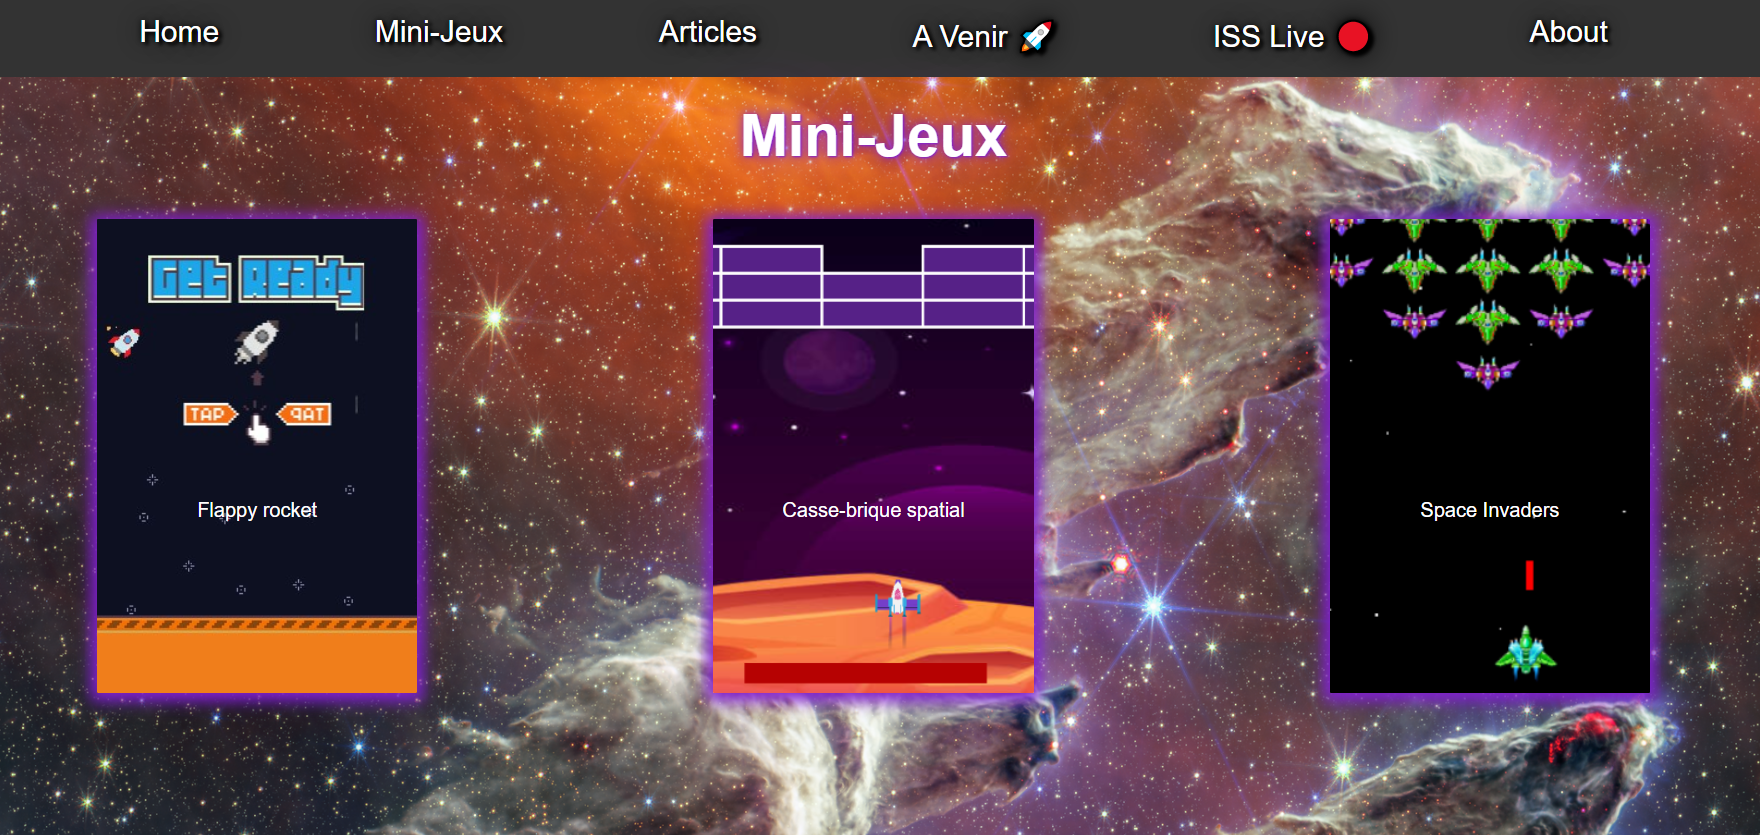 Home Mini-Jeux Articles A Venir 🚀 ISS Live 🔴 About
Mini-Jeux
Get Ready
TAP TAP
Flappy rocket
Casse-brique spatial
Space Invaders